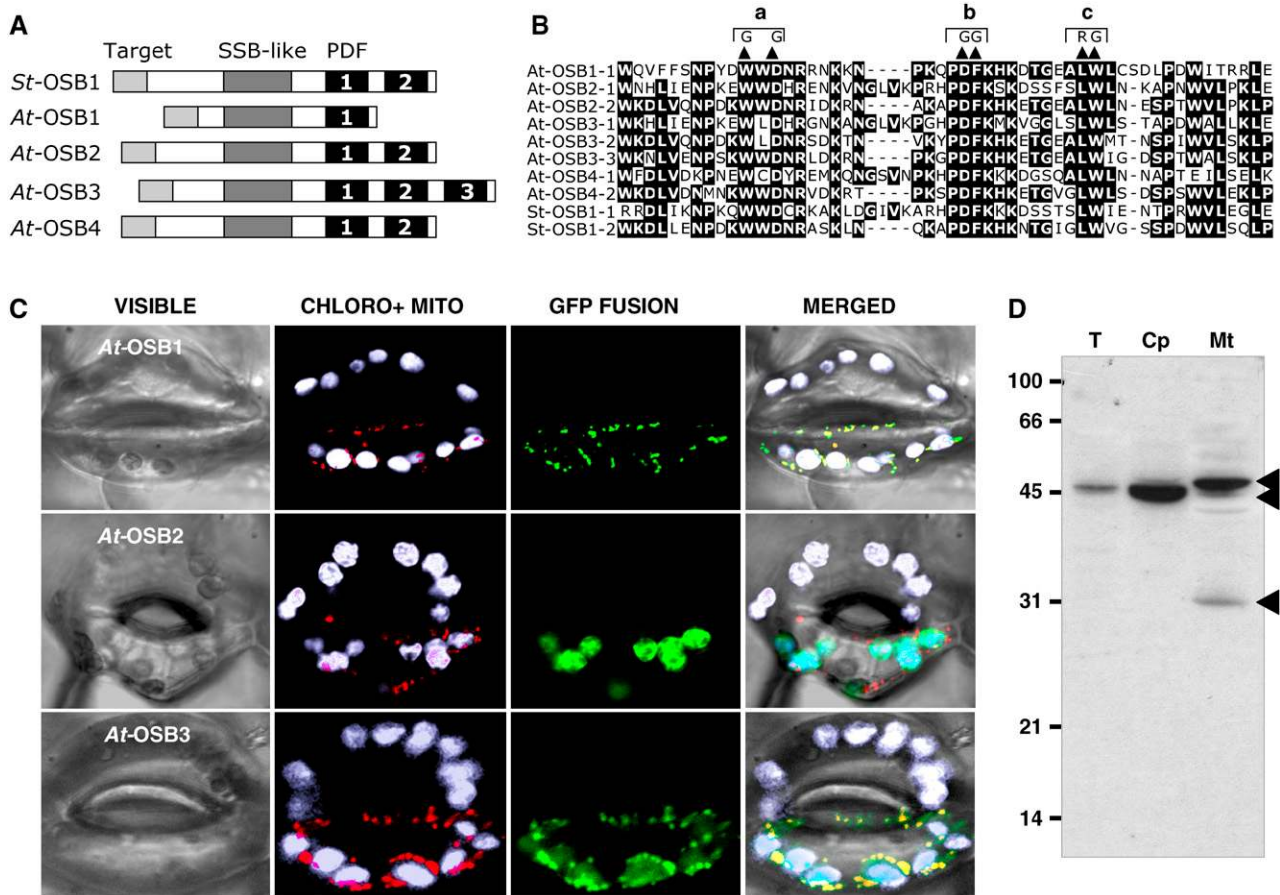 A
Target SSB-like PDF
St-OSB1 1 2
At-OSB1 1
At-OSB2 1 2
At-OSB3 1 2 3
At-OSB4 1 2
B
a b c
G G GG RG
At-OSB1-1 WQVFFSNPYDWWDNRRNKKN----PKQPDFKHKDTGEALWLCSDLPDWITRRLE
At-OSB2-1 WNHLIENPKEWWDHRENKVNGLVKPRHPDFKSKDSSFSLWLN-KAPNWVLPKLE
At-OSB2-2 WKDLVQNPDKWWDNRIDKRN----AKAPDFKHKETGEALWLN-ESPTWVLPKLP
At-OSB3-1 WKHLIENPKEWLDHRGNKANGLVKPGHPDFKMKVGGLSLWLS-TAPDWALLKLE
At-OSB3-2 WKDLVQNPDKWLDNRSDKTN----VKYPDFKHKETGEALWMT-NSPIWVLSKLP
At-OSB3-3 WKNLVENPSKWWDNRLDKRN----PKGPDFKHKETGEALWIG-DSPTWALSKLP
At-OSB4-1 WFDLVDKPNEWCDYREMKQNGSVNPKHPDFKKKDGSQALWLN-NAPTEILSELK
At-OSB4-2 WKDLVDNMNKWWDNRVDKRT----PKSPDFKHKETGVGLWLS-DSPSWVLEKLP
St-OSB1-1 RRDLIKNPKQWWDCRKAKLDGIVKARHPDFKHKDSSTSLWIE-NTPRWVLEGLE
St-OSB1-2 WKDLLENPDKWWDNRASKLN----QKAPDFKHKNTGIGLWVG-SSPDWVLSQLP
C
VISIBLE CHLORO+ MITO GFP FUSION MERGED
At-OSB1
At-OSB2
At-OSB3
D
T Cp Mt
100
66
45
31
21
14